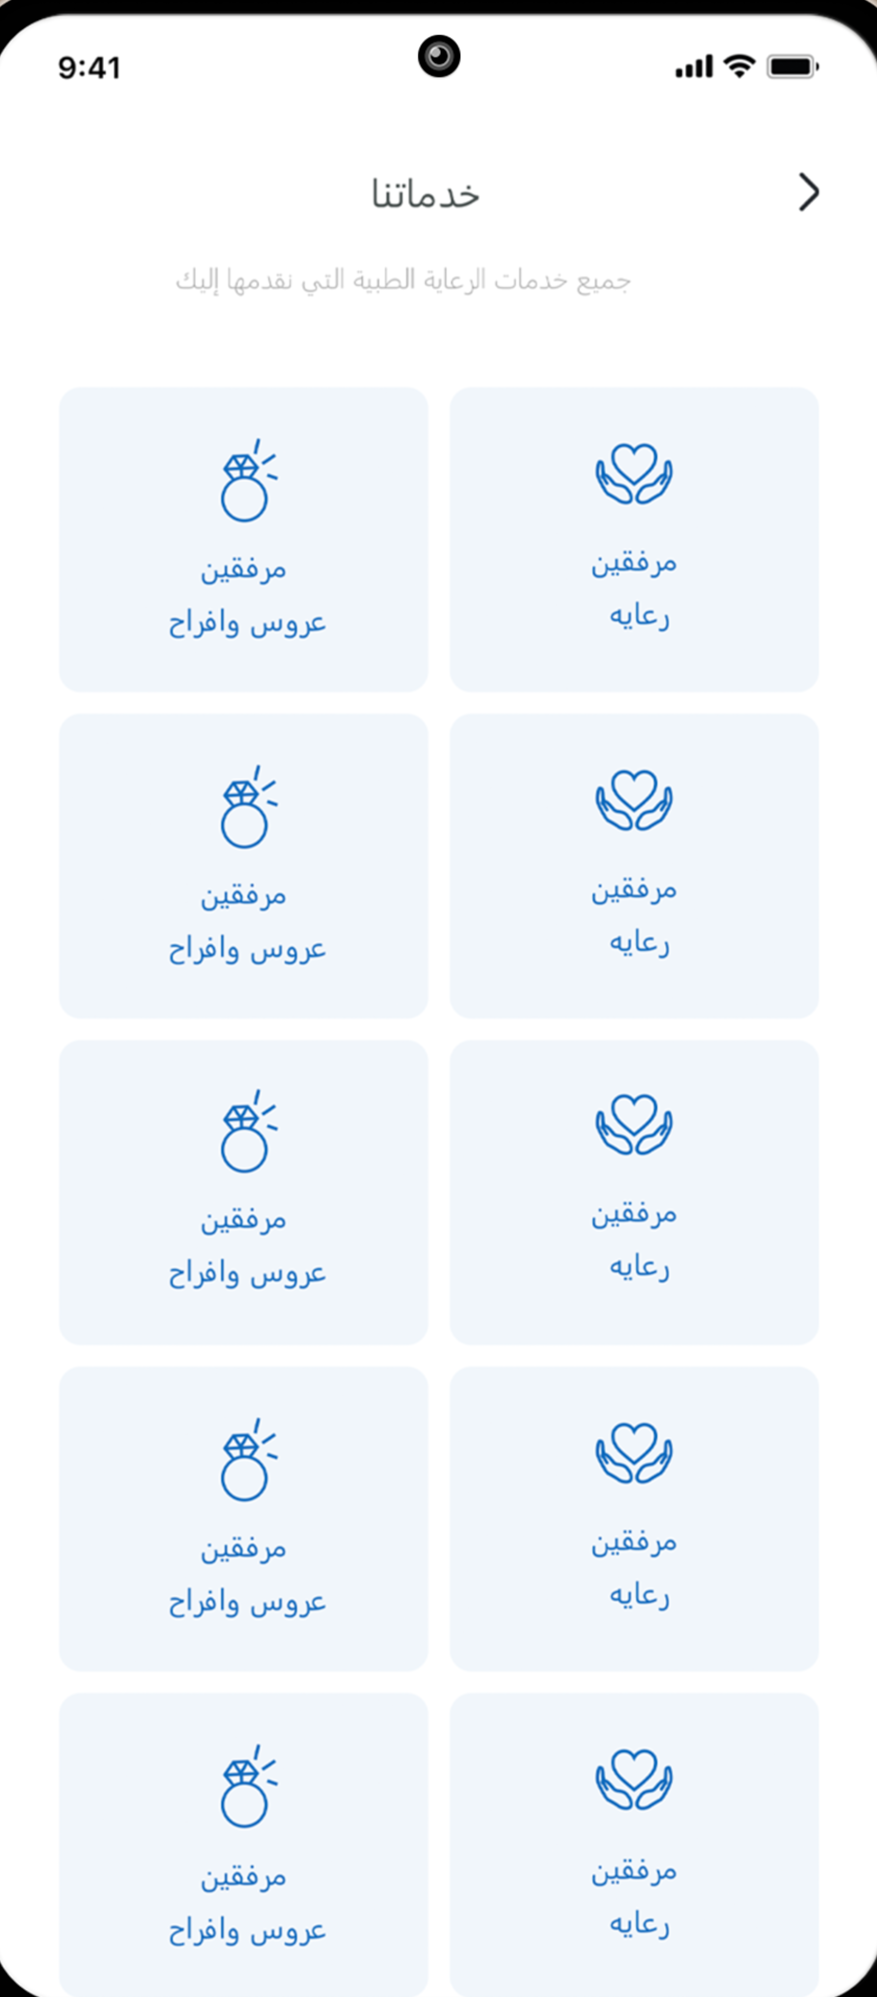 9:41
خدماتنا
جميع خدمات الرعاية الطبية التي نقدمها إليك
مرفقين
رعايه
مرفقين
عروس وافراح
مرفقين
رعايه
مرفقين
عروس وافراح
مرفقين
رعايه
مرفقين
عروس وافراح
مرفقين
رعايه
مرفقين
عروس وافراح
مرفقين
رعايه
مرفقين
عروس وافراح